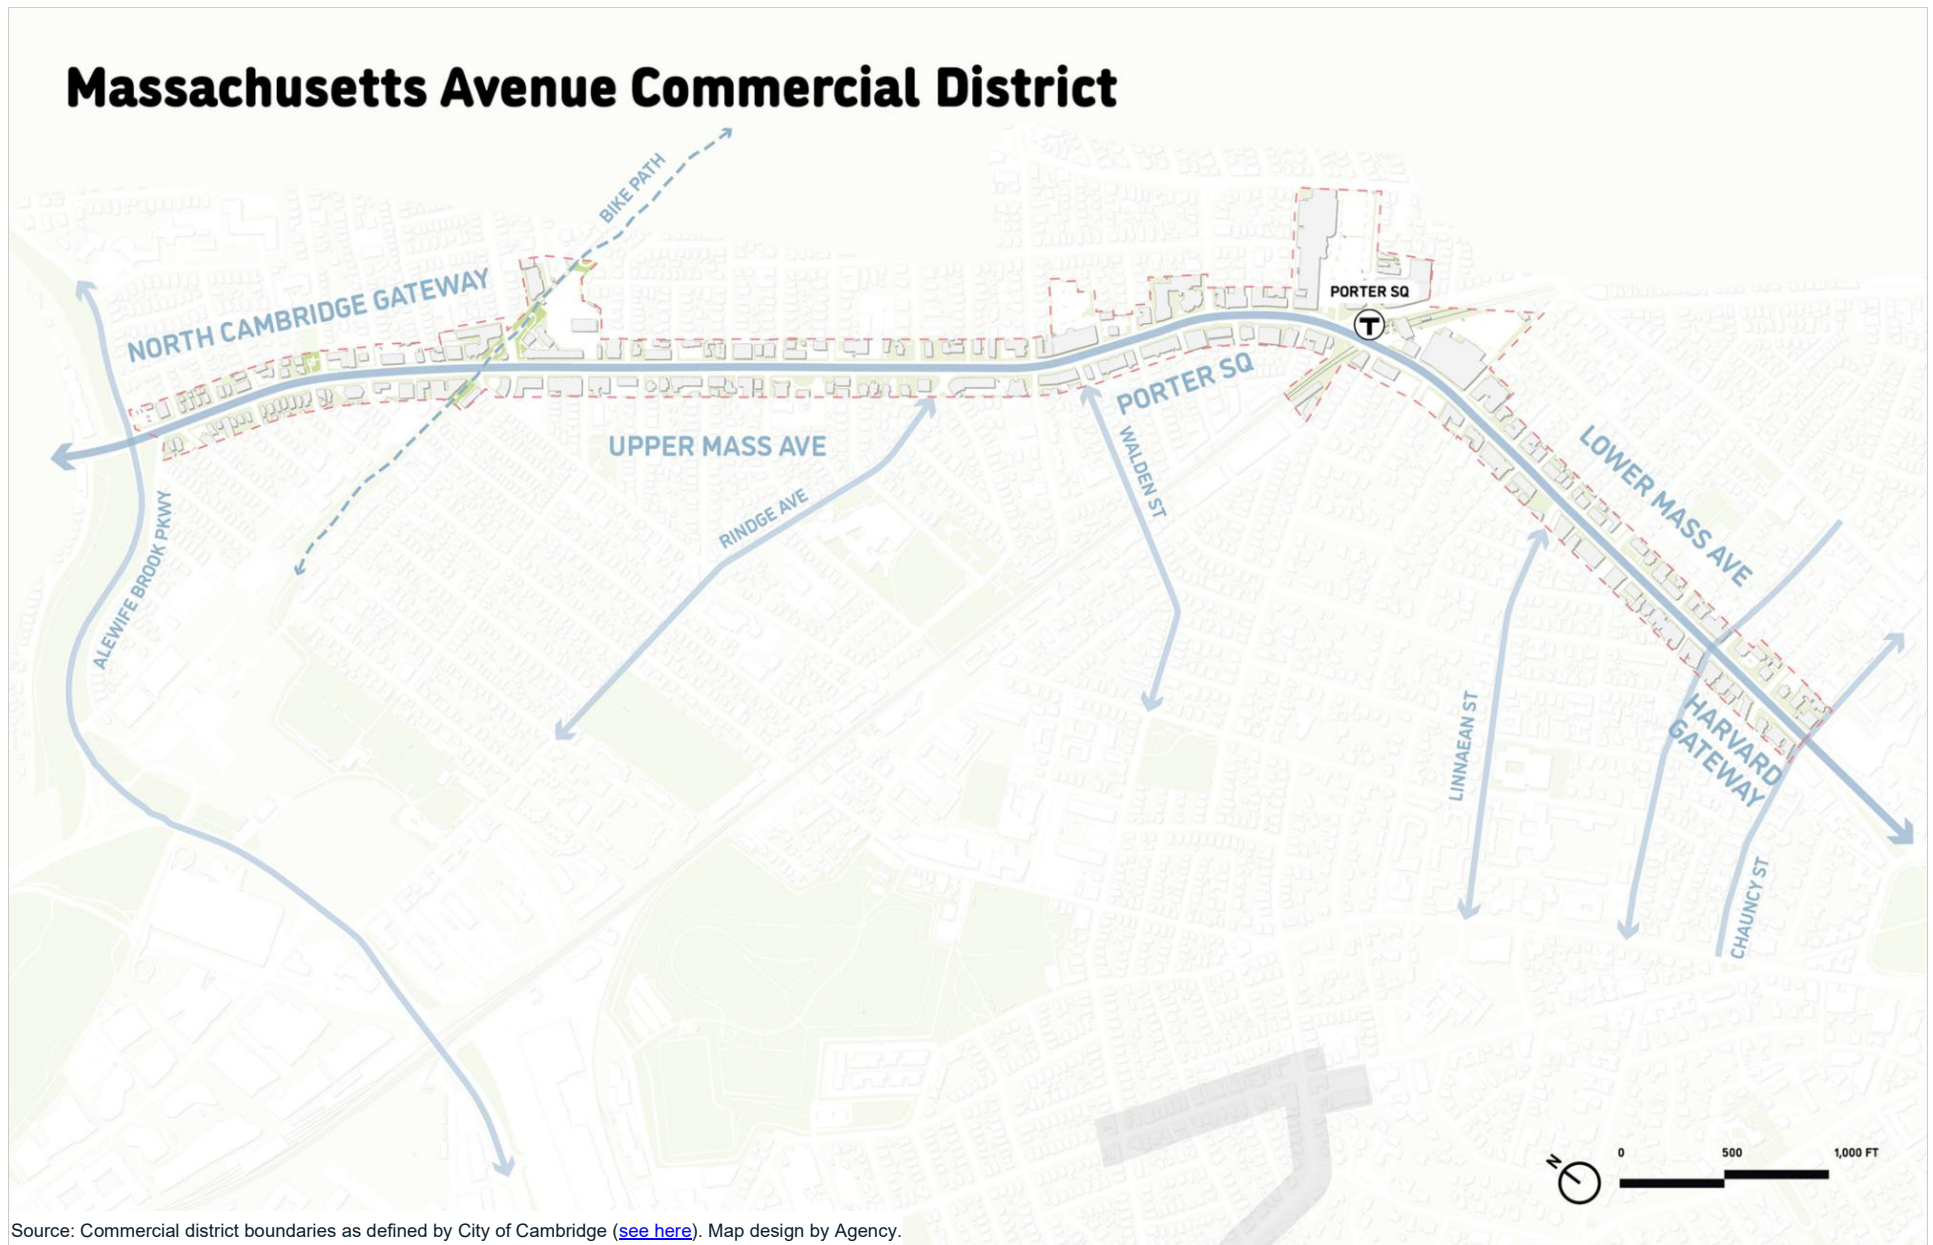 Massachusetts Avenue Commercial District
BIKE PATH
NORTH CAMBRIDGE GATEWAY
PORTER SQ
T
PORTER SQ
UPPER MASS AVE
WALDEN ST
LOWER MASS AVE
RINDGE AVE
ALEWIFE BROOK PKWY
LINNAEAN ST
HARVARD
GATEWAY
CHAUNCY ST
N
0 500 1,000 FT
Source: Commercial district boundaries as defined by City of Cambridge (see here). Map design by Agency.